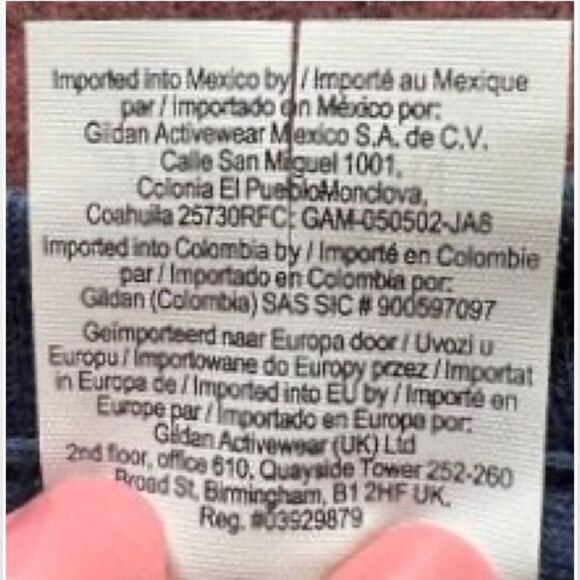 Imported into Mexico by / Importé au Mexique
par / Importado en México por:
Gildan Activewear Mexico S.A. de C.V.
Calle San Miguel 1001,
Colonia El PuebloMonclova,
Coahuila 25730RFC: GAM-050502-JA8
Imported into Colombia by / Importé en Colombie
par / Importado en Colombia por:
Gildan (Colombia) SAS SIC # 900597097
Geïmporteerd naar Europa door / Uvozi u
Europu / Importowane do Europy przez / Importat
in Europa de / Imported into EU by / Importé en
Europe par / Importado en Europa por:
Gildan Activewear (UK) Ltd
2nd floor, office 610, Quayside Tower 252-260
Broad St, Birmingham, B1 2HF UK.
Reg. #03929879